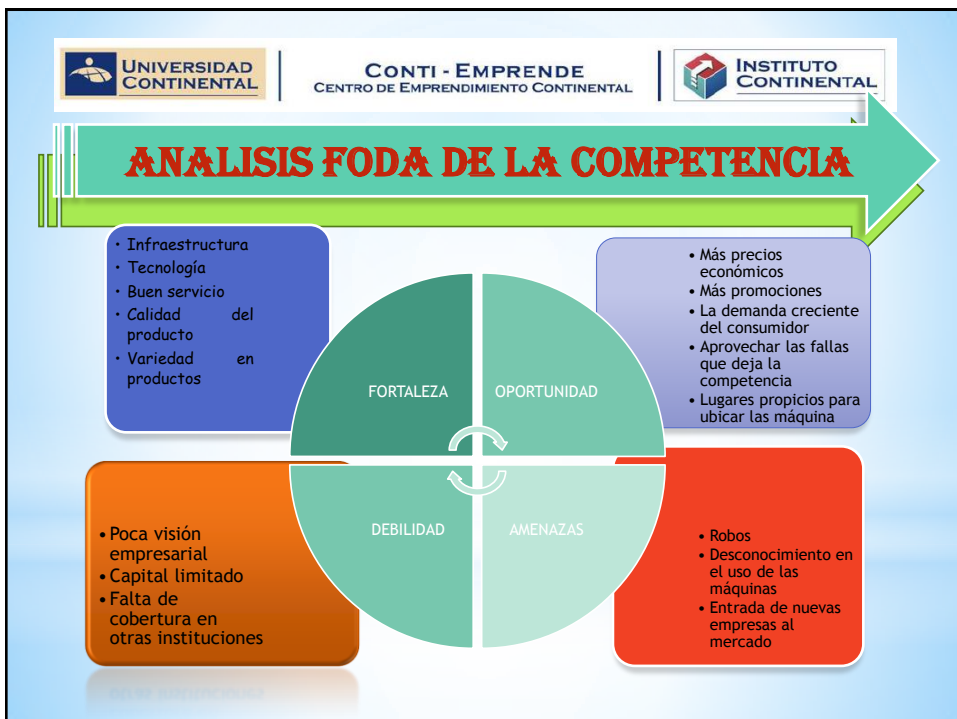 UNIVERSIDAD
CONTINENTAL
CONTI - EMPRENDE
CENTRO DE EMPRENDIMIENTO CONTINENTAL
INSTITUTO
CONTINENTAL
ANALISIS FODA DE LA COMPETENCIA
• Infraestructura
• Tecnología
• Buen servicio
• Calidad del
producto
• Variedad en
productos
• Más precios
económicos
• Más promociones
• La demanda creciente
del consumidor
• Aprovechar las fallas
que deja la
competencia
• Lugares propicios para
ubicar las máquina
FORTALEZA
OPORTUNIDAD
DEBILIDAD
AMENAZAS
• Poca visión
empresarial
• Capital limitado
• Falta de
cobertura en
otras instituciones
• Robos
• Desconocimiento en
el uso de las
máquinas
• Entrada de nuevas
empresas al
mercado